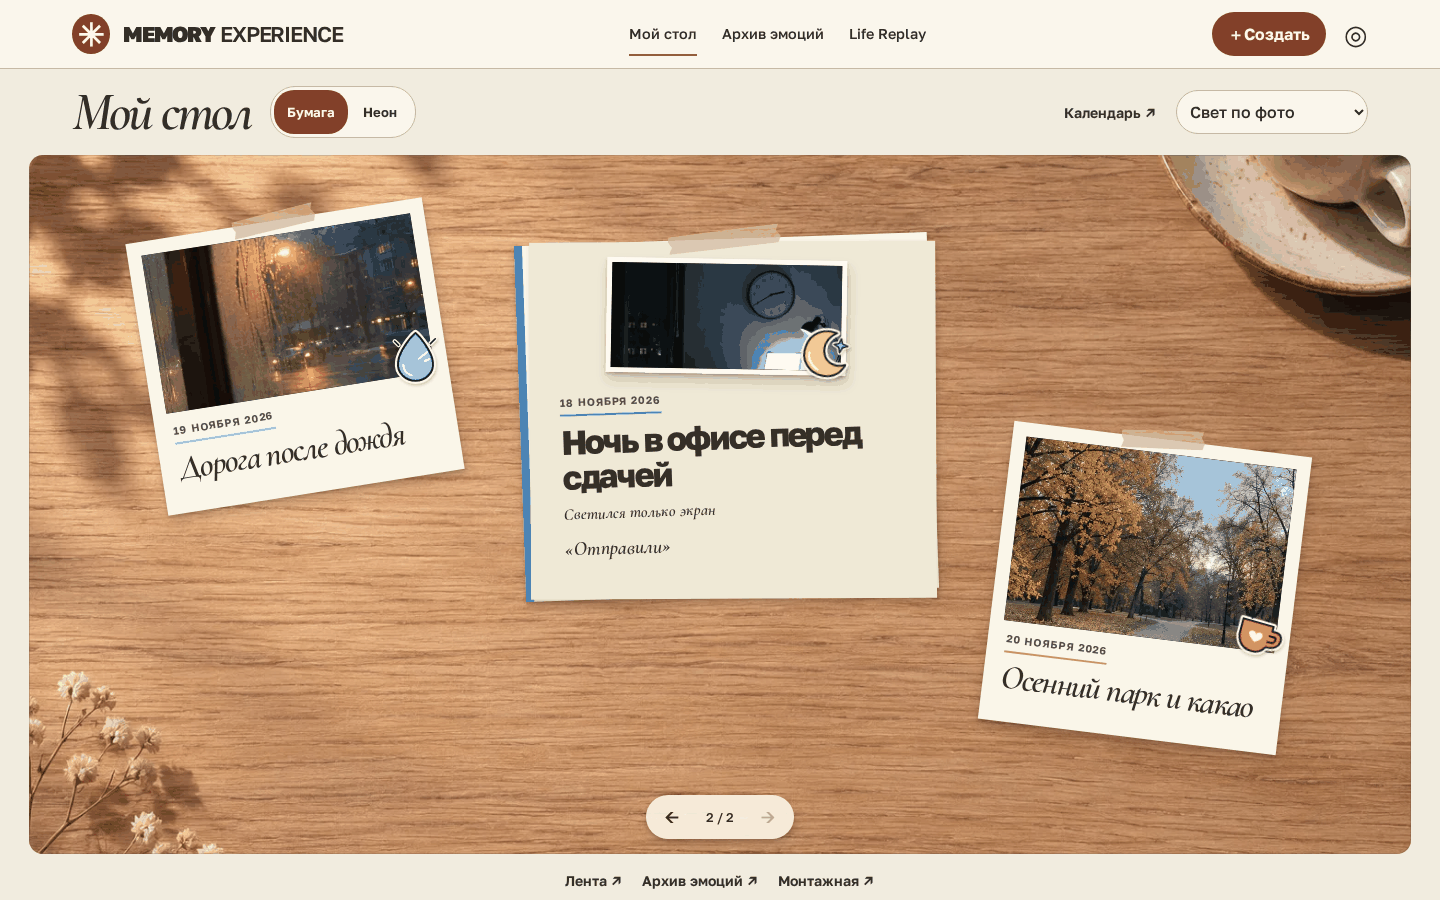 MEMORY EXPERIENCE
Мой стол
Архив эмоций
Life Replay
+ Создать
Мой стол
Бумага
Неон
Календарь ↗
Свет по фото
19 НОЯБРЯ 2026
Дорога после дождя
18 НОЯБРЯ 2026
Ночь в офисе перед
сдачей
Светился только экран
«Отправили»
20 НОЯБРЯ 2026
Осенний парк и какао
← 2 / 2 →
Лента ↗
Архив эмоций ↗
Монтажная ↗